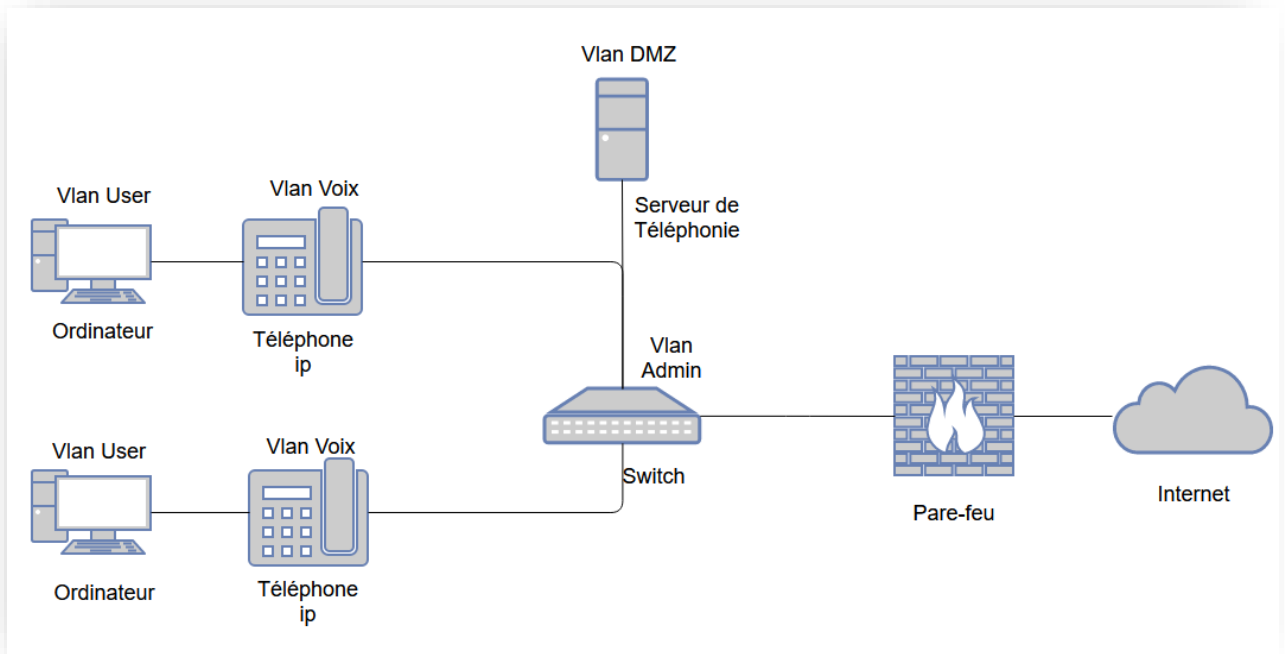 Vlan DMZ
Serveur de
Téléphonie
Vlan User
Vlan Voix
Ordinateur
Téléphone
ip
Vlan
Admin
Switch
Vlan User
Vlan Voix
Ordinateur
Téléphone
ip
Pare-feu
Internet